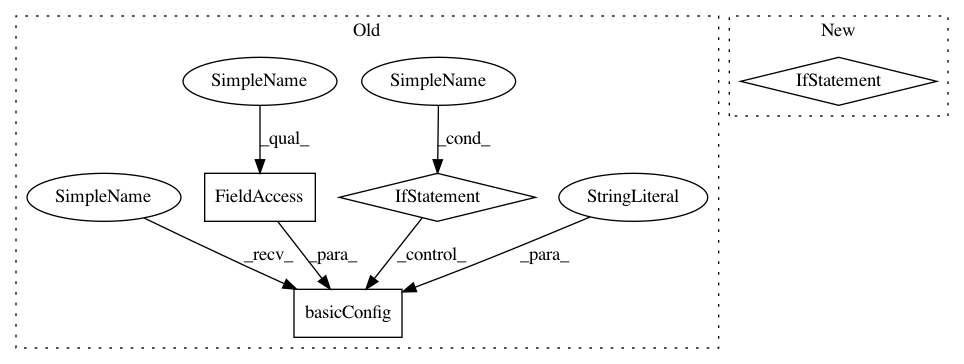 Old
New
SimpleName
SimpleName
IfStatement
_qual_
_cond_
SimpleName
FieldAccess
IfStatement
StringLiteral
_recv_
_para_
_control_
_para_
basicConfig